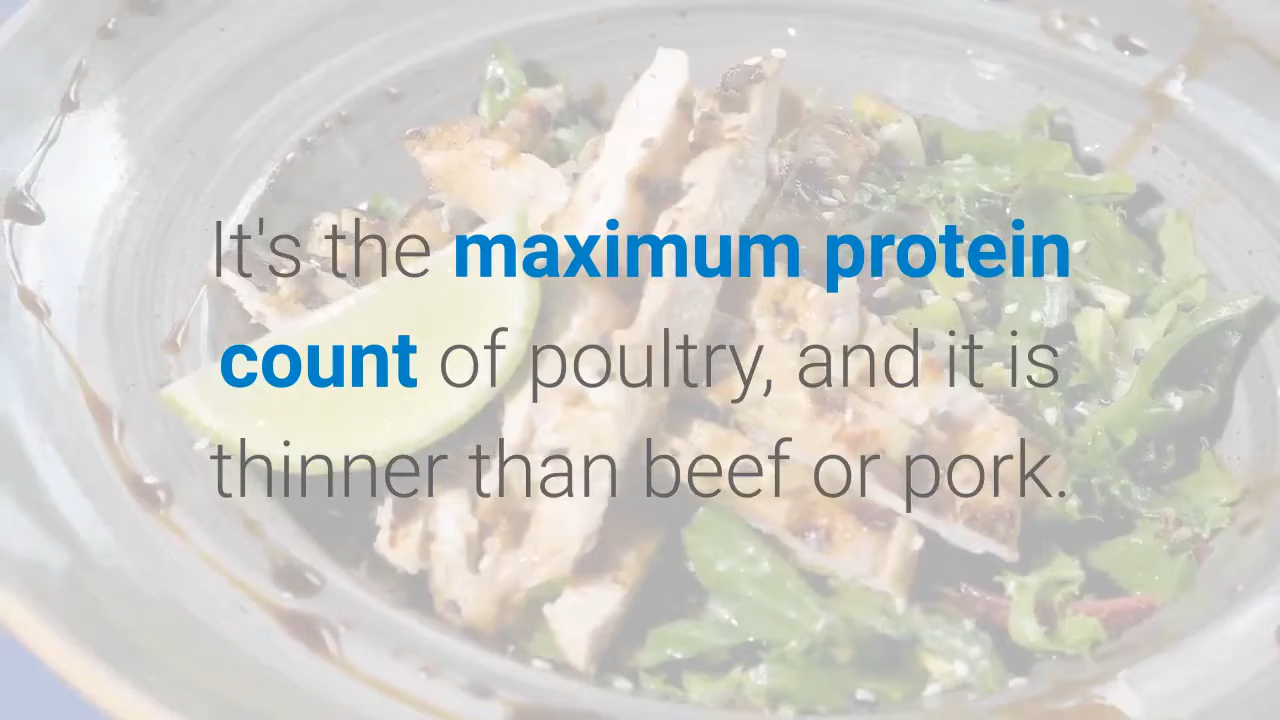 It's the maximum protein
count of poultry, and it is
thinner than beef or pork.